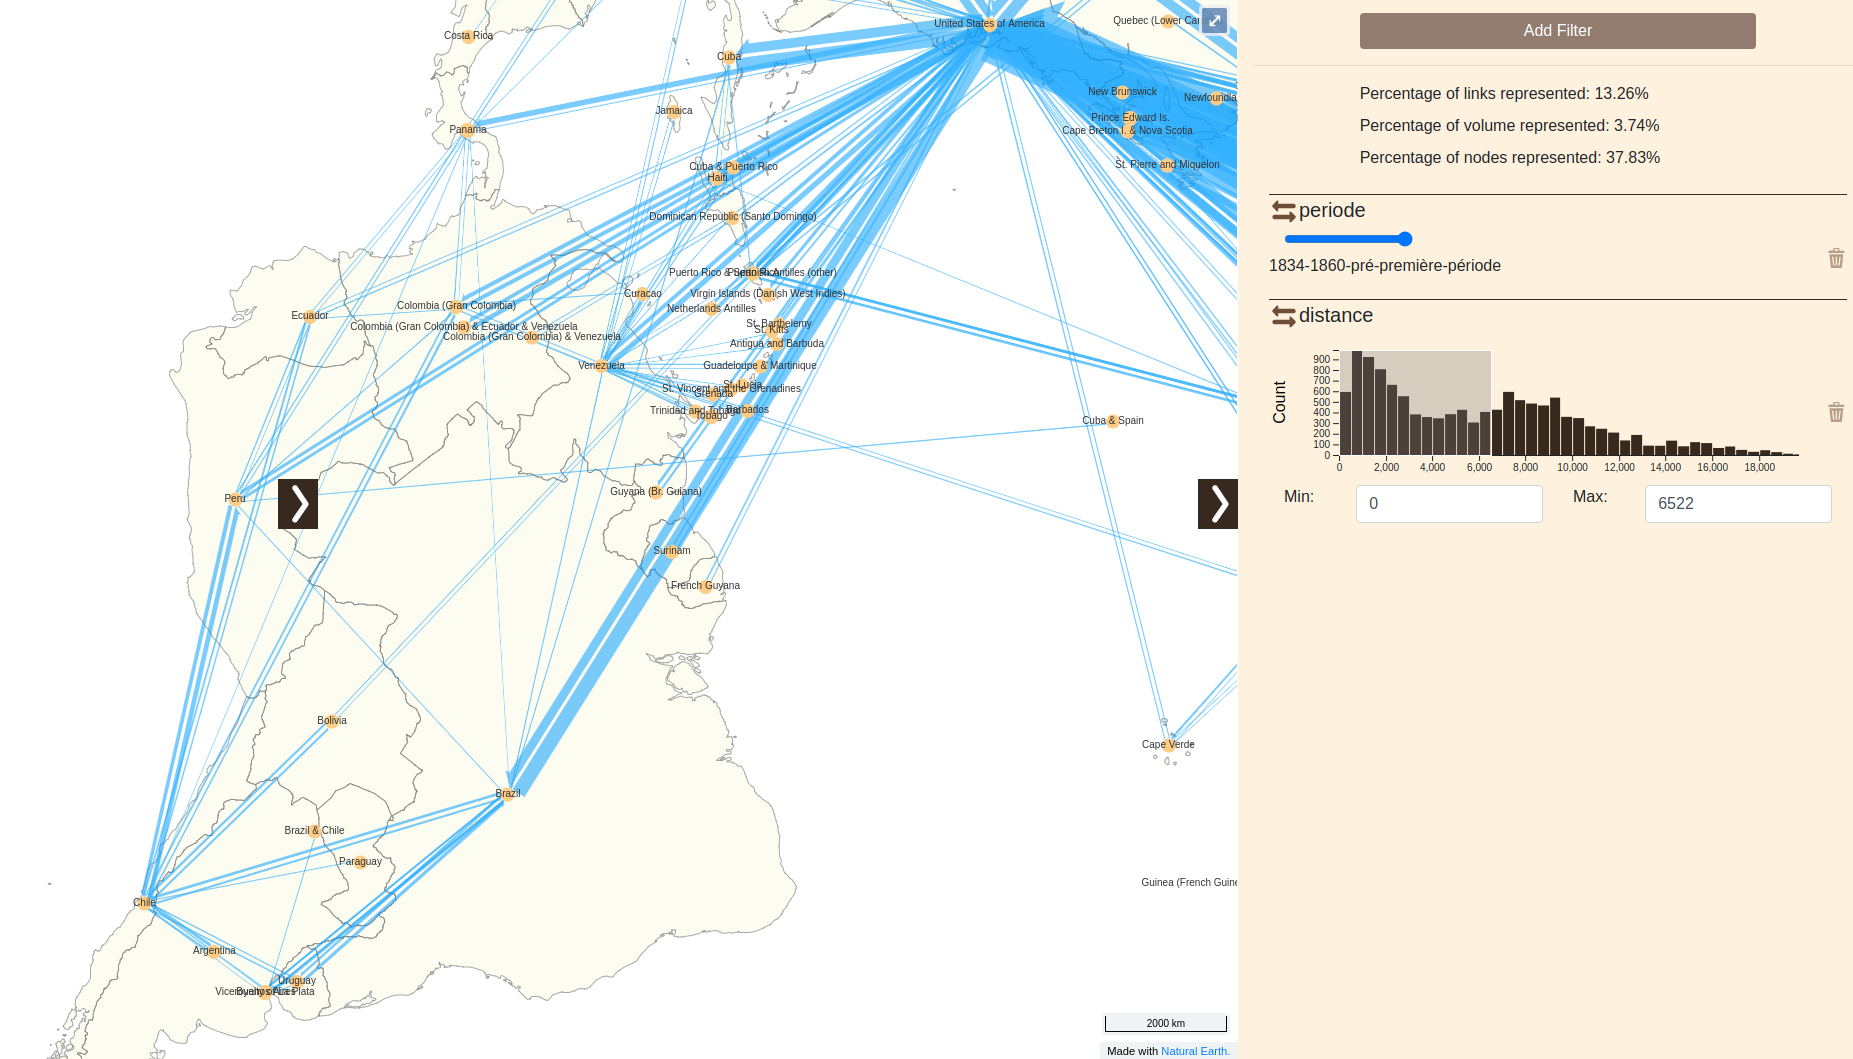 United States of America
Quebec (Lower Ca
Costa Rica
Cuba
New Brunswick
Newfoundla
Jamaica
Prince Edward Is.
Panama
Cape Breton I. & Nova Scotia
Cuba & Puerto Rico
St. Pierre and Miquelon
Haiti
Dominican Republic (Santo Domingo)
Puerto Rico &
Antilles (other)
Curacao
Virgin Islands (Danish West Indies)
Colombia (Gran Colombia)
Netherlands Antilles
Ecuador
St. Barthelemy
Colombia (Gran Colombia) & Ecuador & Venezuela
St. Kitts
Colombia (Gran Colombia) & Venezuela
Antigua and Barbuda
Venezuela
Guadeloupe & Martinique
St. Lucia
St. Vincent and the Grenadines
Grenada
Trinidad and Tobago
Barbados
Tobago
Cuba & Spain
Guyana (Br. Guiana)
Peru
Surinam
French Guyana
Bolivia
Cape Verde
Brazil
Brazil & Chile
Paraguay
Guinea (French Guine
Chile
Argentina
Uruguay
Viceroyalty of La Plata
Buenos Aires
2000 km
Made with Natural Earth.
Add Filter
Percentage of links represented: 13.26%
Percentage of volume represented: 3.74%
Percentage of nodes represented: 37.83%
periode
1834-1860-pré-première-période
distance
Count
900
800
700
600
500
400
300
200
100
0
0 2,000 4,000 6,000 8,000 10,000 12,000 14,000 16,000 18,000
Min: 0 Max: 6522